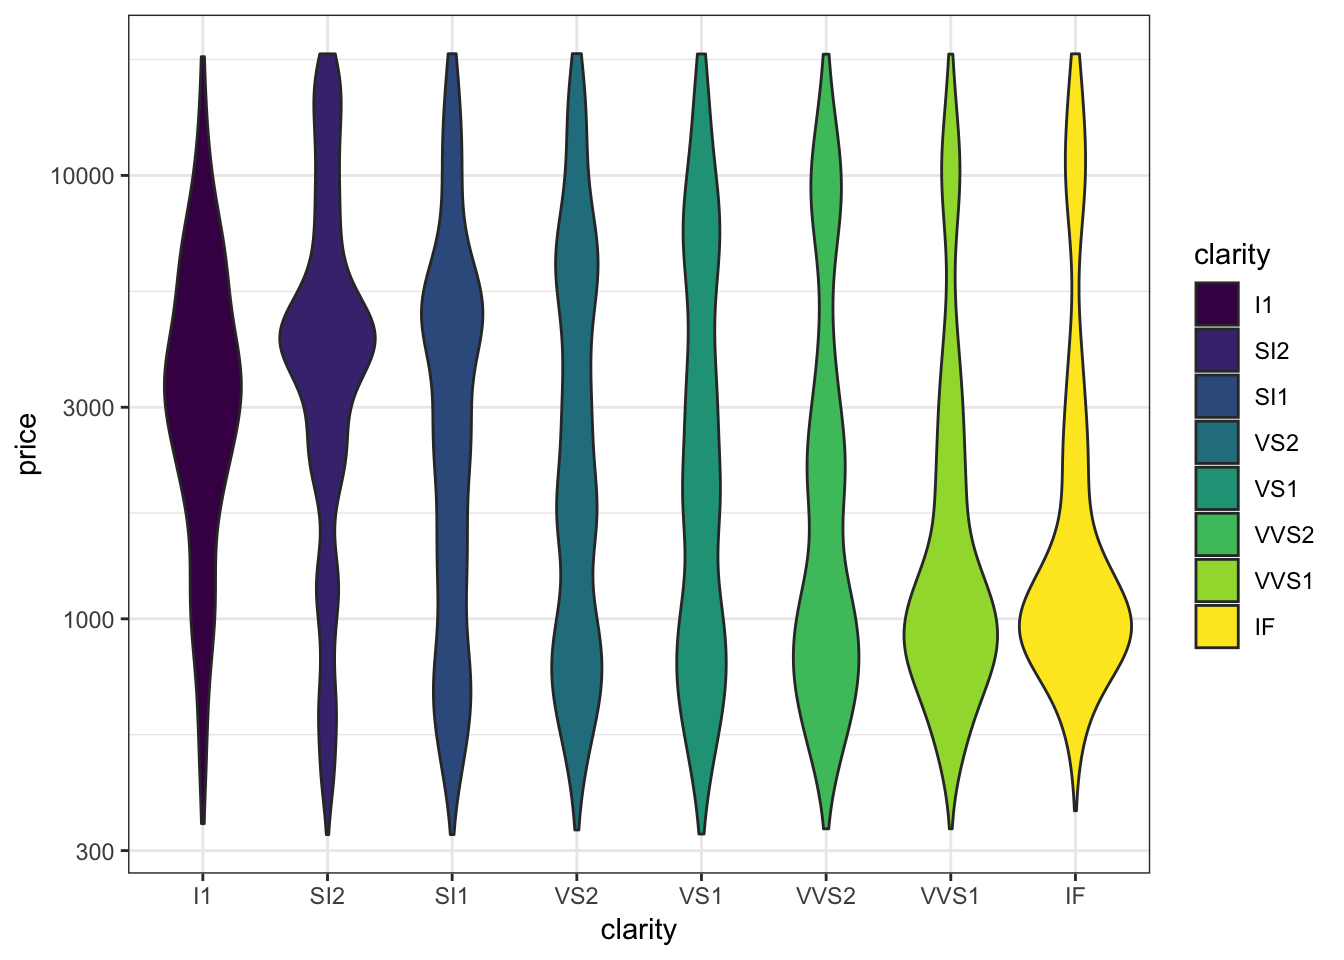 price
10000
3000
1000
300
I1 SI2 SI1 VS2 VS1 VVS2 VVS1 IF
clarity
clarity
I1
SI2
SI1
VS2
VS1
VVS2
VVS1
IF